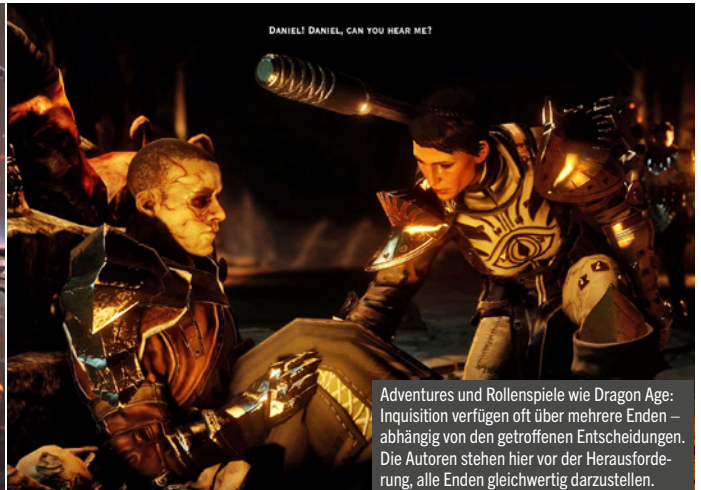 DANIEL! DANIEL, CAN YOU HEAR ME?
Adventures und Rollenspiele wie Dragon Age:
Inquisition verfügen oft über mehrere Enden –
abhängig von den getroffenen Entscheidungen.
Die Autoren stehen hier vor der Herausforde-
rung, alle Enden gleichwertig darzustellen.